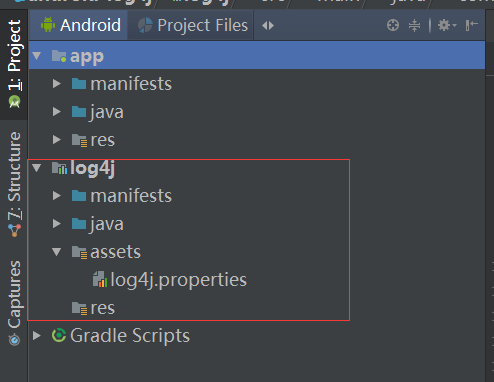 Android
Project Files
1: Project
7: Structure
Captures
app
manifests
java
res
log4j
manifests
java
assets
log4j.properties
res
Gradle Scripts